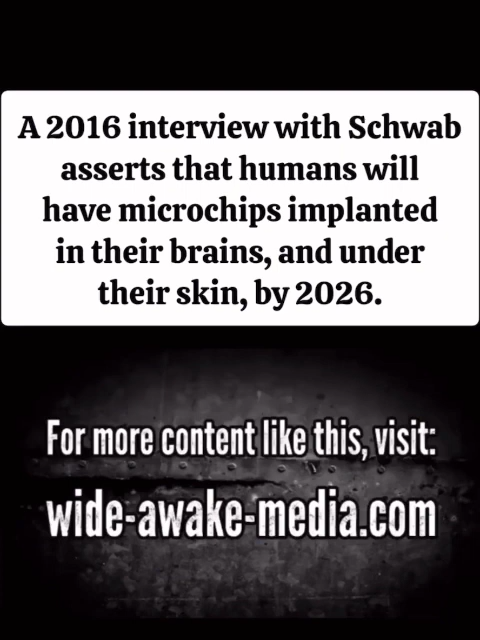 A 2016 interview with Schwab
asserts that humans will
have microchips implanted
in their brains, and under
their skin, by 2026.
For more content like this, visit:
wide-awake-media.com